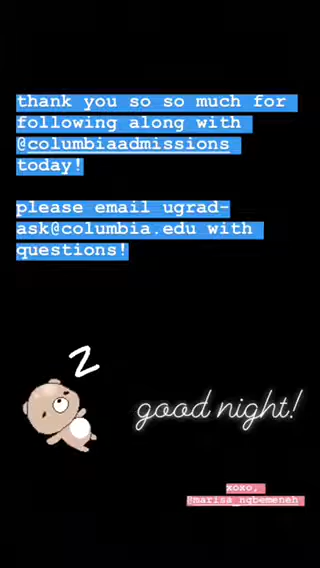 thank you so so much for
following along with
@columbiaadmissions
today!
please email ugrad-
ask@columbia.edu with
questions!
Z
good night!
xoxo,
@marisa_ngbemeneh